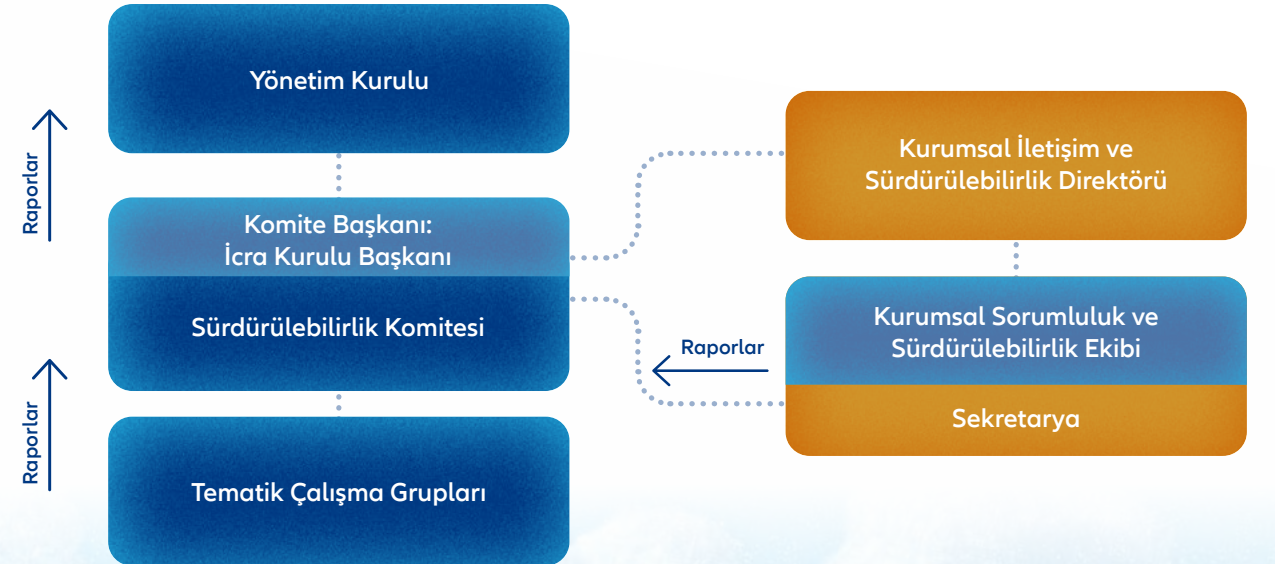 Yönetim Kurulu
Raporlar
Komite Başkanı:
İcra Kurulu Başkanı
Sürdürülebilirlik Komitesi
Raporlar
Tematik Çalışma Grupları
Kurumsal İletişim ve
Sürdürülebilirlik Direktörü
Raporlar
Kurumsal Sorumluluk ve
Sürdürülebilirlik Ekibi
Sekretarya